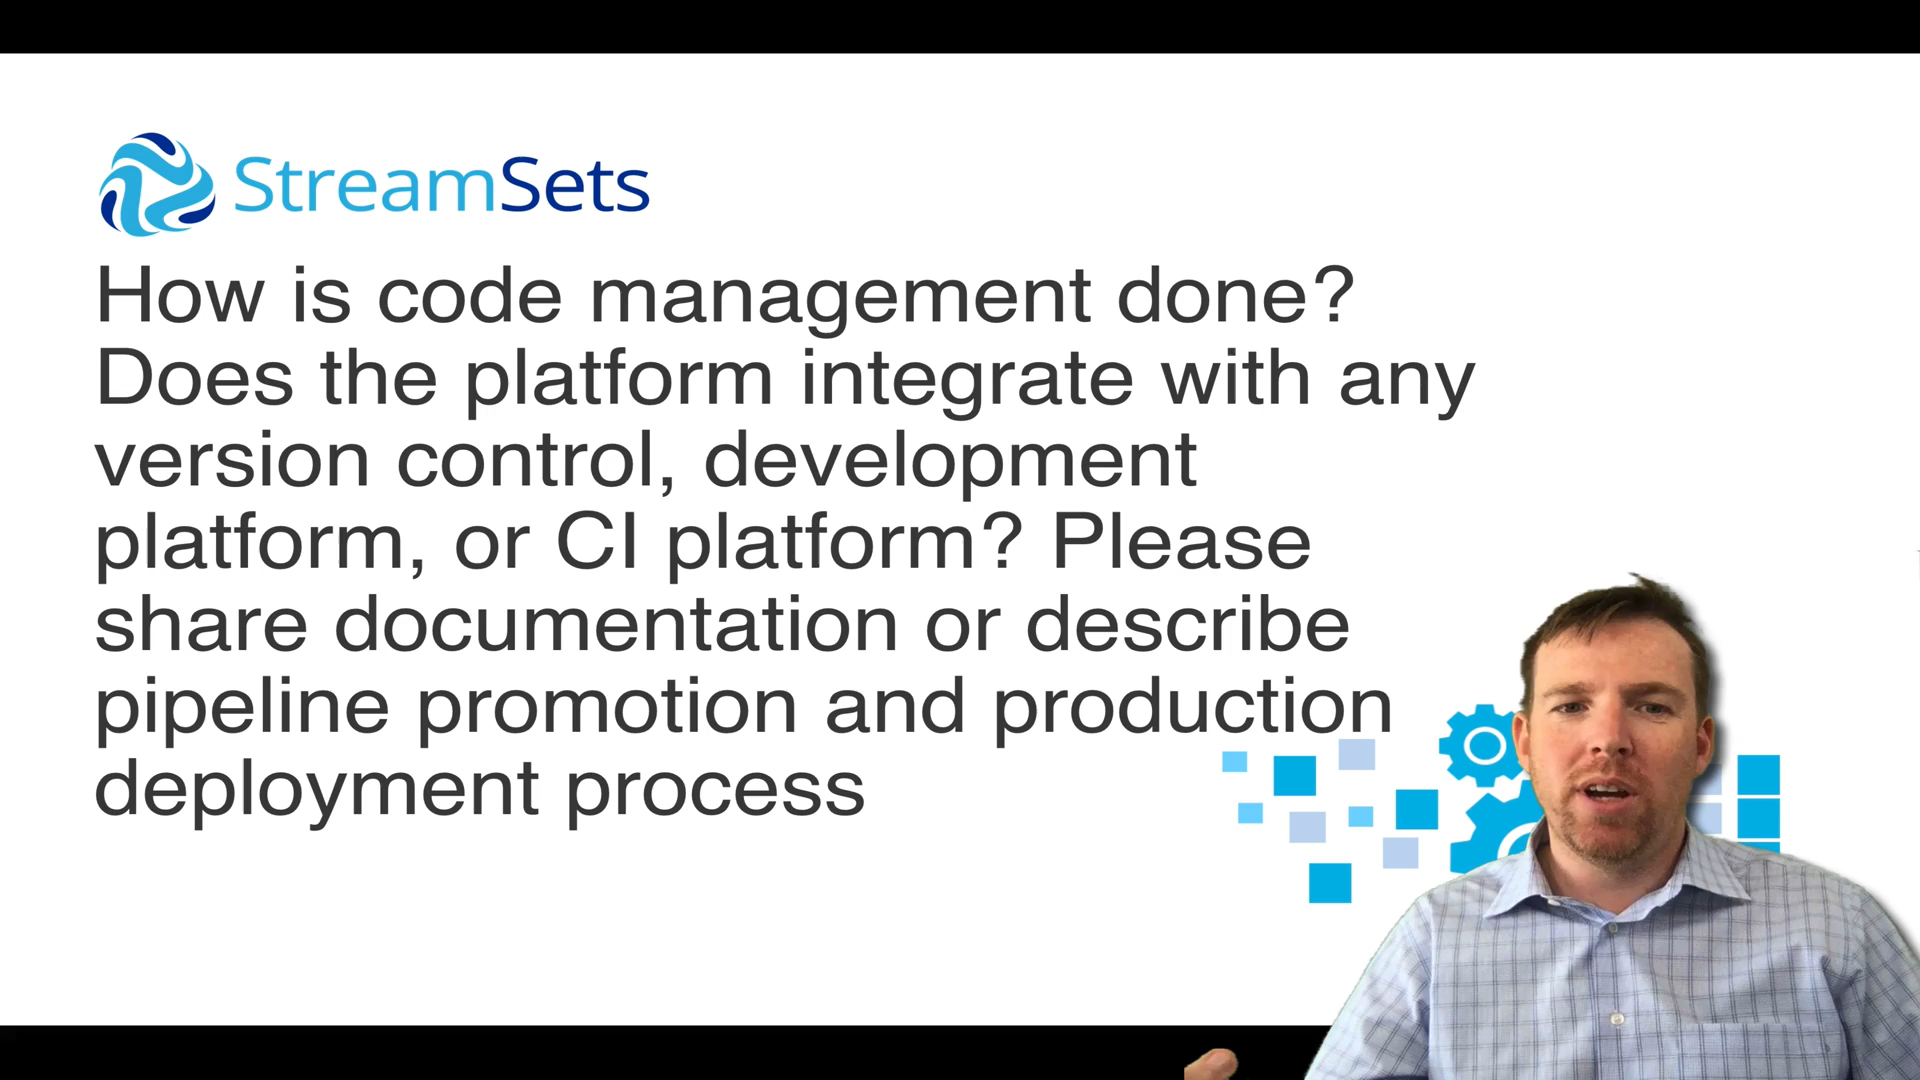 StreamSets
How is code management done?
Does the platform integrate with any
version control, development
platform, or CI platform? Please
share documentation or describe
pipeline promotion and production
deployment process